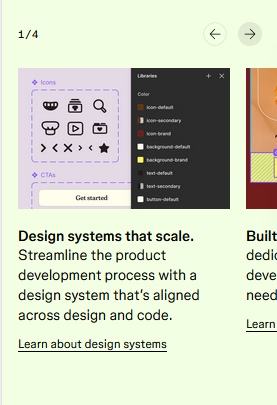 1/4
Icons
CTAs
Get started
Libraries
Color
icon-default
icon-secondary
icon-brand
background-default
background-brand
text-default
text-secondary
button-default
Design systems that scale.
Streamline the product
development process with a
design system that's aligned
across design and code.
Learn about design systems
Built
dedic
deve
need
Learn